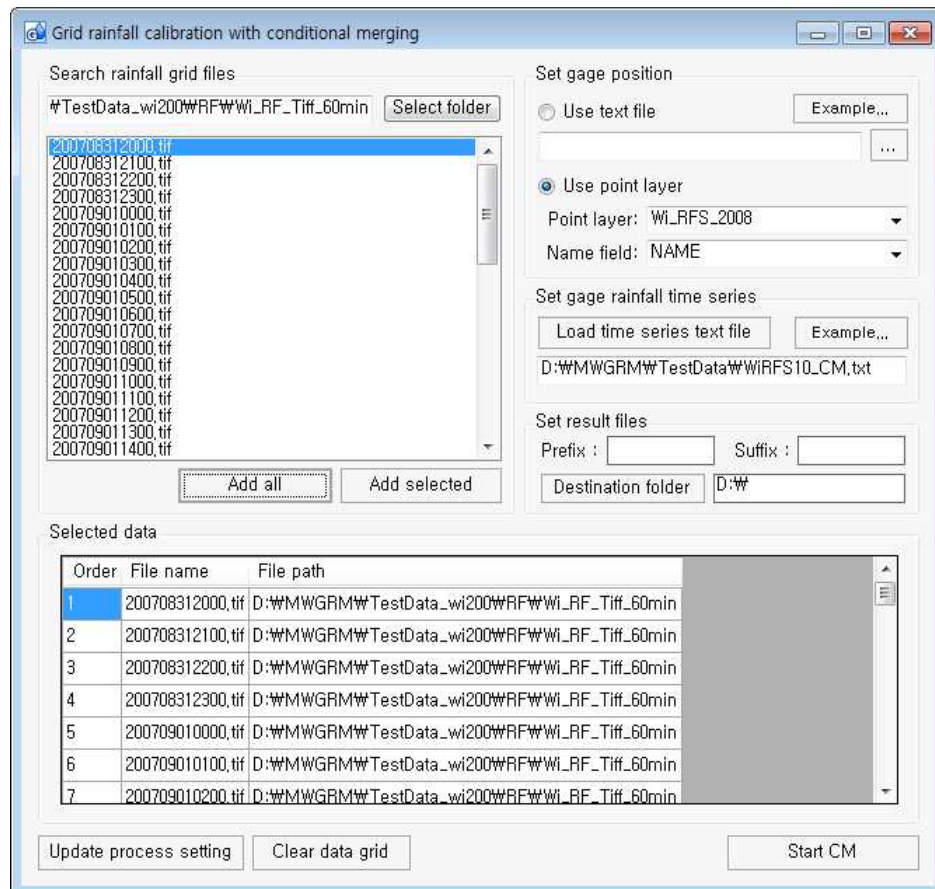 Grid rainfall calibration with conditional merging
Search rainfall grid files
₩TestData_wi200₩RF₩Wi_RF_Tiff_60min
Select folder
200708312000.tif
200708312100.tif
200708312200.tif
200708312300.tif
200709010000.tif
200709010100.tif
200709010200.tif
200709010300.tif
200709010400.tif
200709010500.tif
200709010600.tif
200709010700.tif
200709010800.tif
200709010900.tif
200709011000.tif
200709011100.tif
200709011200.tif
200709011300.tif
200709011400.tif
Add all
Add selected
Set gage position
Use text file
Example...
...
Use point layer
Point layer: Wi_RFS_2008
Name field: NAME
Set gage rainfall time series
Load time series text file
Example...
D:₩MWGRM₩TestData₩WiRFS10_CM.txt
Set result files
Prefix :
Suffix :
Destination folder
D:₩
Selected data
Order File name File path
1 200708312000.tif D:₩MWGRM₩TestData_wi200₩RF₩Wi_RF_Tiff_60min
2 200708312100.tif D:₩MWGRM₩TestData_wi200₩RF₩Wi_RF_Tiff_60min
3 200708312200.tif D:₩MWGRM₩TestData_wi200₩RF₩Wi_RF_Tiff_60min
4 200708312300.tif D:₩MWGRM₩TestData_wi200₩RF₩Wi_RF_Tiff_60min
5 200709010000.tif D:₩MWGRM₩TestData_wi200₩RF₩Wi_RF_Tiff_60min
6 200709010100.tif D:₩MWGRM₩TestData_wi200₩RF₩Wi_RF_Tiff_60min
7 200709010200.tif D:₩MWGRM₩TestData_wi200₩RF₩Wi_RF_Tiff_60min
Update process setting
Clear data grid
Start CM